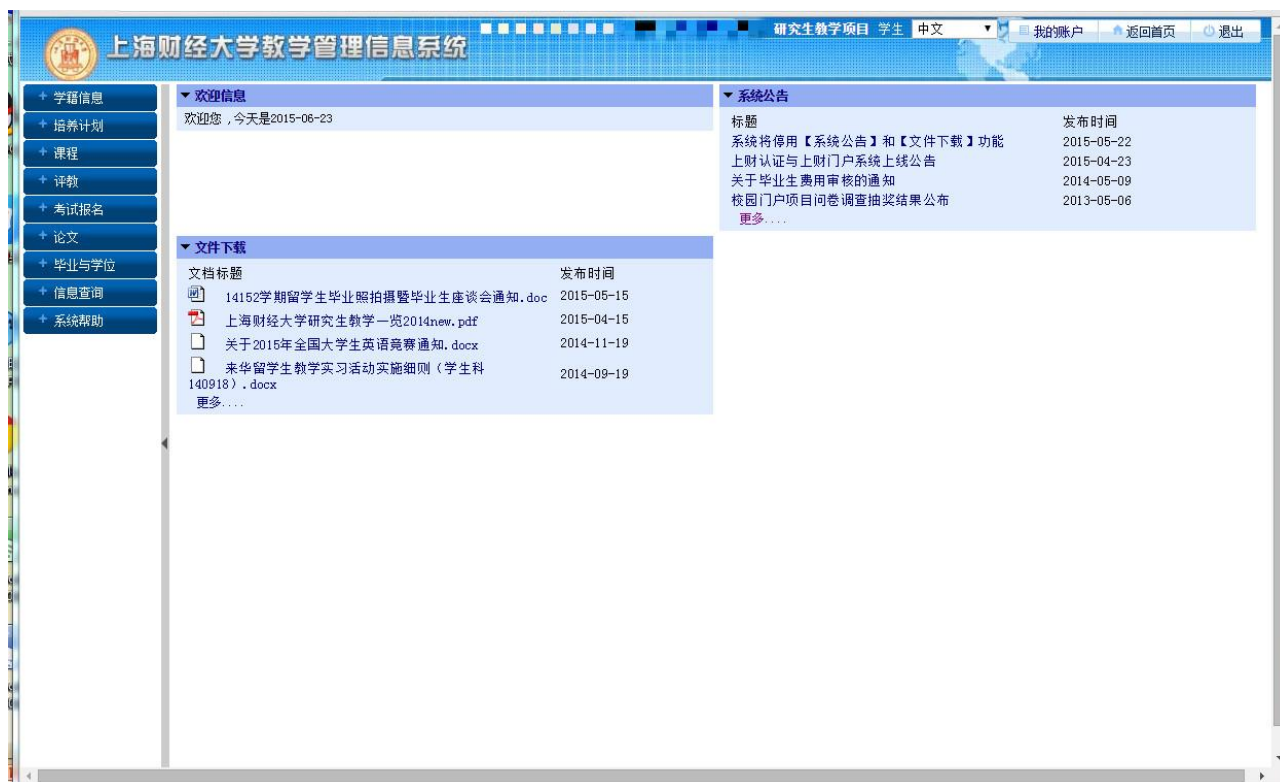 上海财经大学教学管理信息系统
研究生教学项目 学生 中文 我的账户 返回首页 退出
学籍信息
培养计划
课程
评教
考试报名
论文
毕业与学位
信息查询
系统帮助
欢迎信息
欢迎您 ,今天是2015-06-23
文件下载
文档标题 发布时间
14152学期留学生毕业照拍摄暨毕业生座谈会通知.doc 2015-05-15
上海财经大学研究生教学一览2014new.pdf 2015-04-15
关于2015年全国大学生英语竞赛通知.docx 2014-11-19
来华留学生教学实习活动实施细则（学生科 2014-09-19
140918）.docx
更多....
系统公告
标题 发布时间
系统将停用【系统公告】和【文件下载】功能 2015-05-22
上财认证与上财门户系统上线公告 2015-04-23
关于毕业生费用审核的通知 2014-05-09
校园门户项目问卷调查抽奖结果公布 2013-05-06
更多....